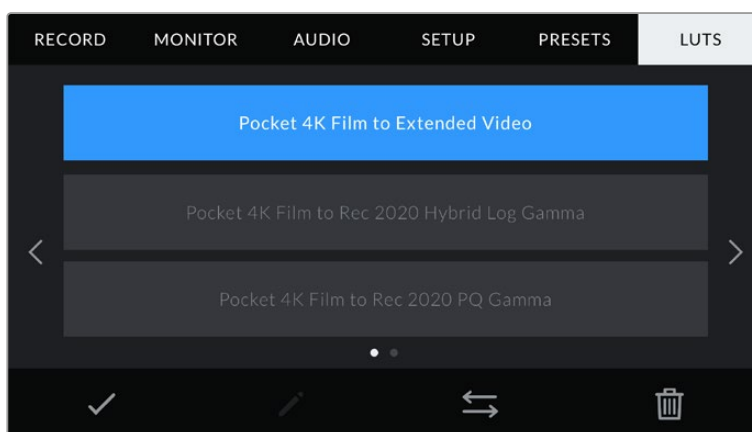 RECORD MONITOR AUDIO SETUP PRESETS LUTS
Pocket 4K Film to Extended Video
Pocket 4K Film to Rec 2020 Hybrid Log Gamma
Pocket 4K Film to Rec 2020 PQ Gamma